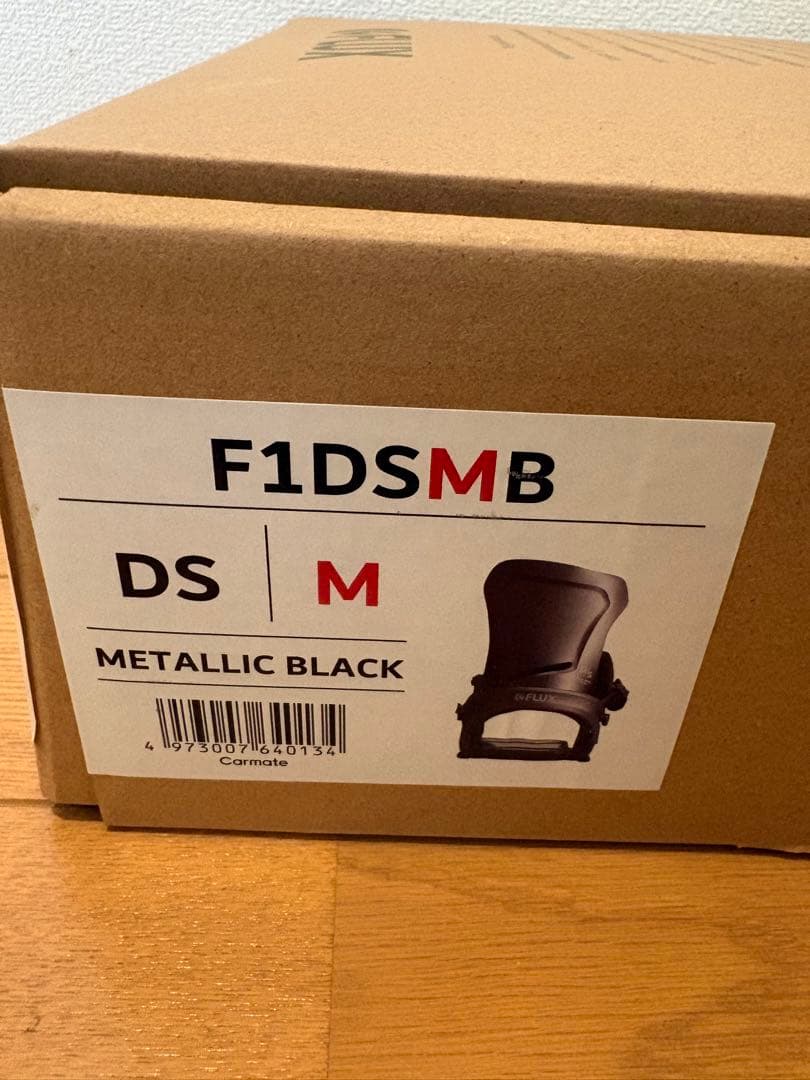 F1DSMB
DS
M
METALLIC BLACK
4 973007 640134
Carmate
FLUX